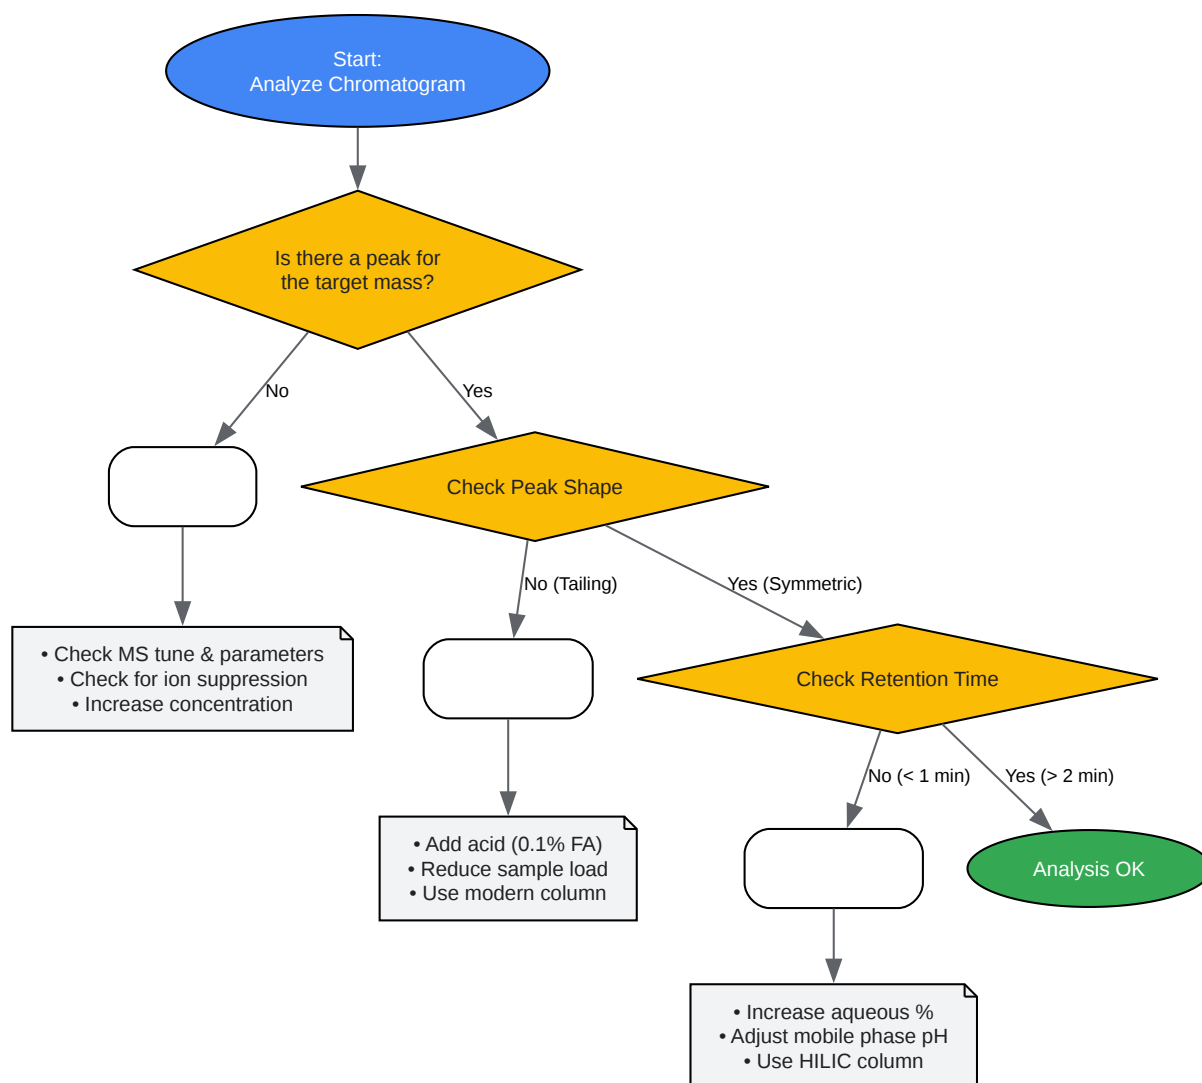 Start:
Analyze Chromatogram
Is there a peak for
the target mass?
No
Yes
Check Peak Shape
No (Tailing)
Yes (Symmetric)
• Check MS tune & parameters
• Check for ion suppression
• Increase concentration
Check Retention Time
No (< 1 min)
Yes (> 2 min)
• Add acid (0.1% FA)
• Reduce sample load
• Use modern column
Analysis OK
• Increase aqueous %
• Adjust mobile phase pH
• Use HILIC column